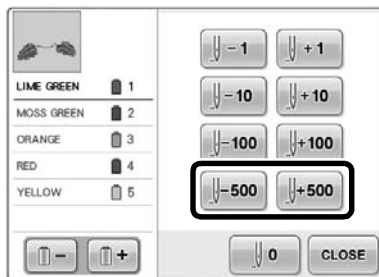 -1 +1
LIME GREEN 1
-10 +10
MOSS GREEN 2
ORANGE 3
-100 +100
RED 4
-500 +500
YELLOW 5
- + 0 CLOSE